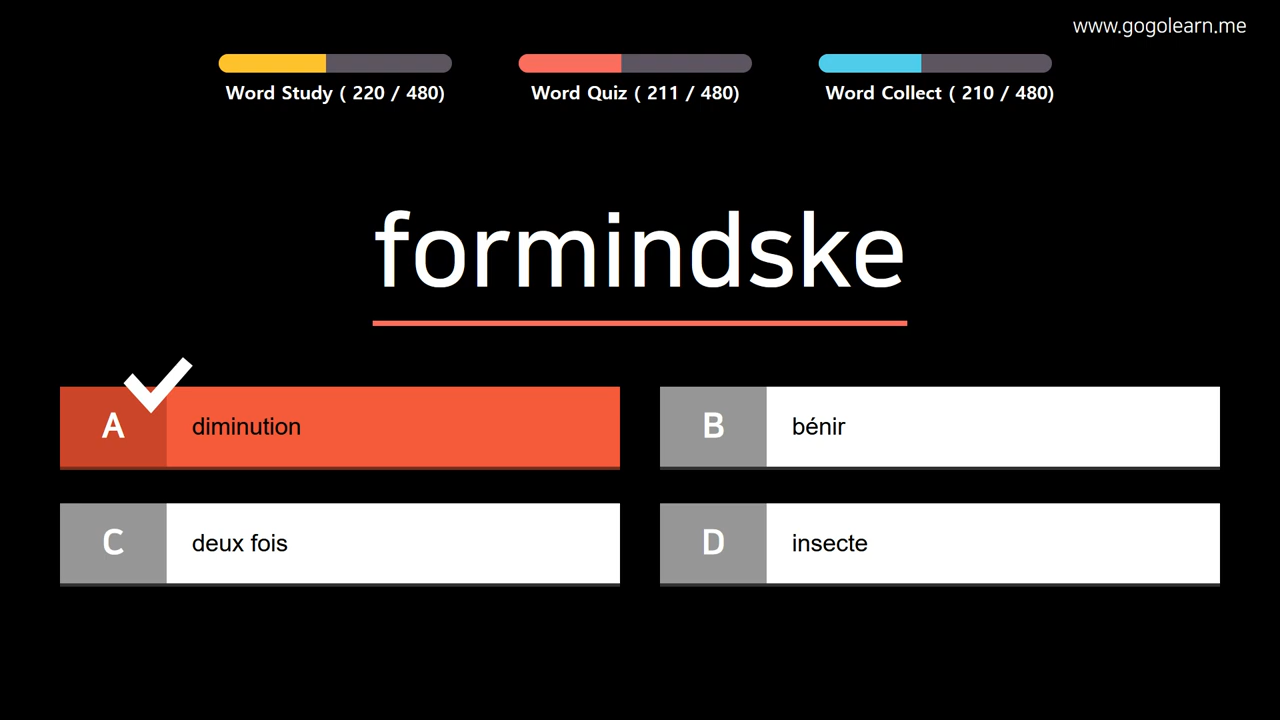 www.gogolearn.me
Word Study ( 220 / 480)
Word Quiz ( 211 / 480)
Word Collect ( 210 / 480)
formindske
A diminution
B bénir
C deux fois
D insecte